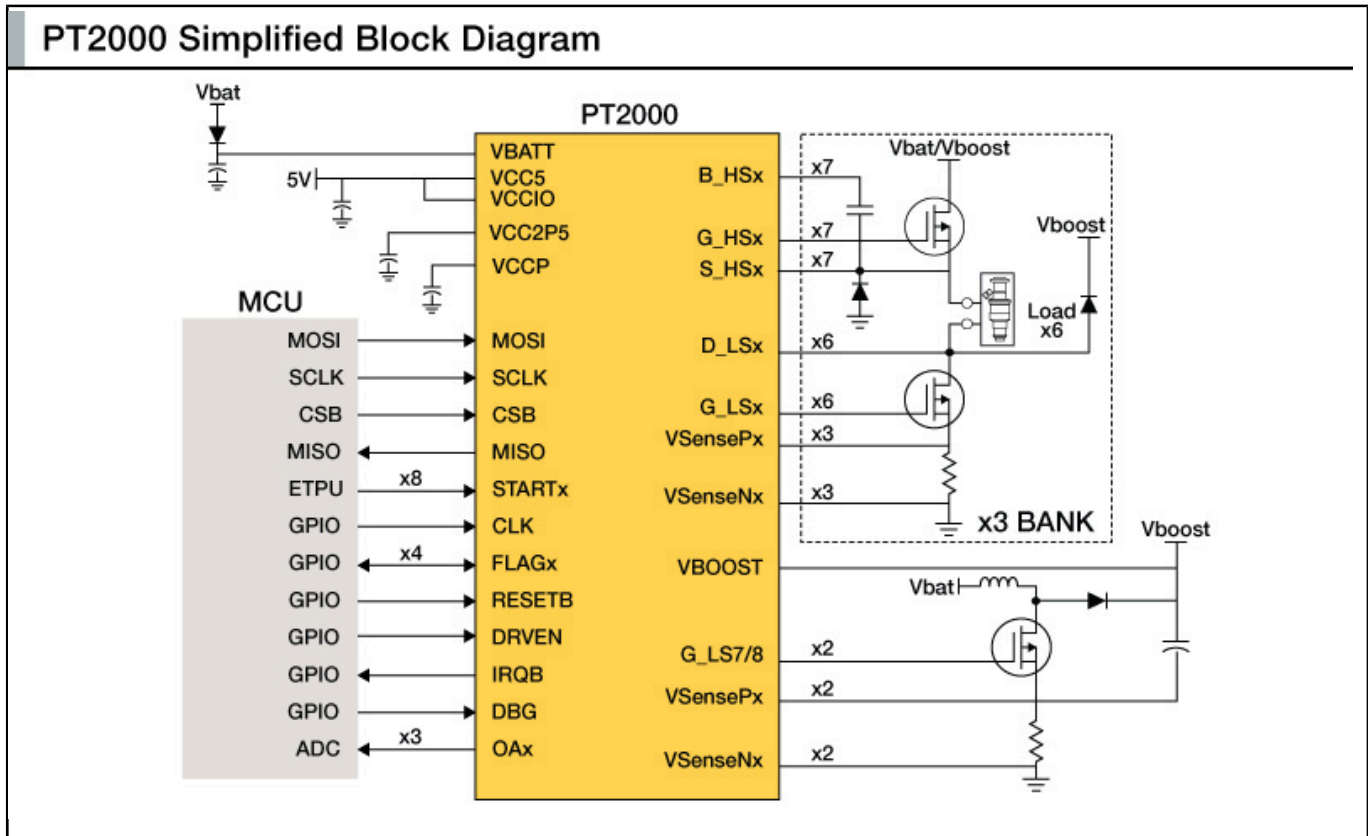 PT2000 Simplified Block Diagram
Vbat
PT2000
VBATT
5V
VCC5
VCCIO
VCC2P5
VCCP
MCU
MOSI
MOSI
SCLK
SCLK
CSB
CSB
MISO
MISO
ETPU
x8
STARTx
GPIO
CLK
GPIO
x4
FLAGx
GPIO
RESETB
GPIO
DRVEN
GPIO
IRQB
GPIO
DBG
ADC
x3
OAx
B_HSx
x7
G_HSx
x7
S_HSx
x7
D_LSx
x6
G_LSx
x6
VSensePx
x3
VSenseNx
x3
Vbat/Vboost
Vboost
Load
x6
x3 BANK
VBOOST
Vboost
Vbat
G_LS7/8
x2
VSensePx
x2
VSenseNx
x2